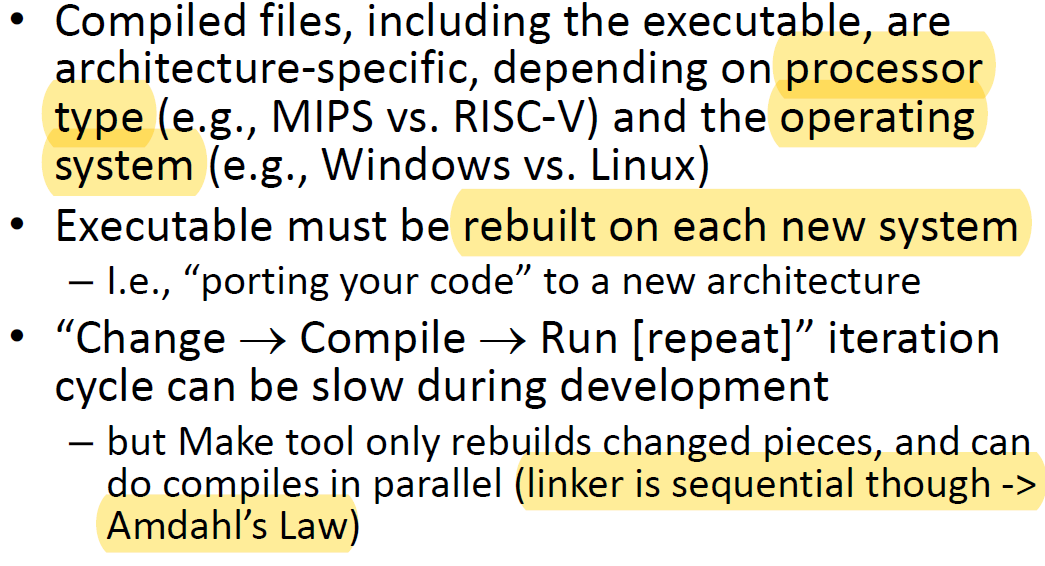 • Compiled files, including the executable, are
architecture-specific, depending on processor
type (e.g., MIPS vs. RISC-V) and the operating
system (e.g., Windows vs. Linux)
• Executable must be rebuilt on each new system
– I.e., “porting your code” to a new architecture
• “Change → Compile → Run [repeat]” iteration
cycle can be slow during development
– but Make tool only rebuilds changed pieces, and can
do compiles in parallel (linker is sequential though ->
Amdahl’s Law)